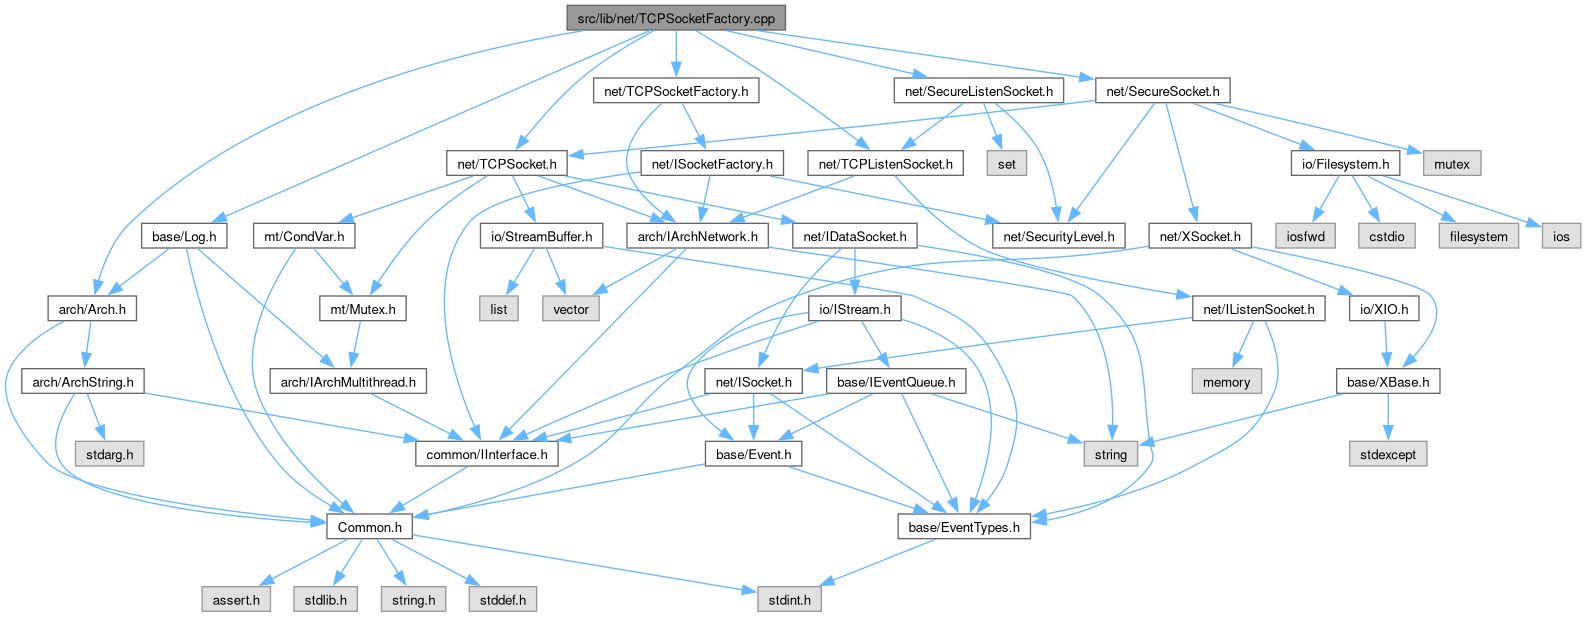 src/lib/net/TCPSocketFactory.cpp
net/TCPSocketFactory.h
net/SecureListenSocket.h
net/SecureSocket.h
net/TCPSocket.h
net/ISocketFactory.h
net/TCPListenSocket.h
set
io/Filesystem.h
mutex
base/Log.h
mt/CondVar.h
io/StreamBuffer.h
arch/IArchNetwork.h
net/IDataSocket.h
net/SecurityLevel.h
net/XSocket.h
iosfwd
cstdio
filesystem
ios
arch/Arch.h
mt/Mutex.h
list
vector
io/IStream.h
net/IListenSocket.h
io/XIO.h
arch/ArchString.h
arch/IArchMultithread.h
net/ISocket.h
base/IEventQueue.h
memory
base/XBase.h
stdarg.h
common/IInterface.h
base/Event.h
string
stdexcept
Common.h
base/EventTypes.h
assert.h
stdlib.h
string.h
stddef.h
stdint.h